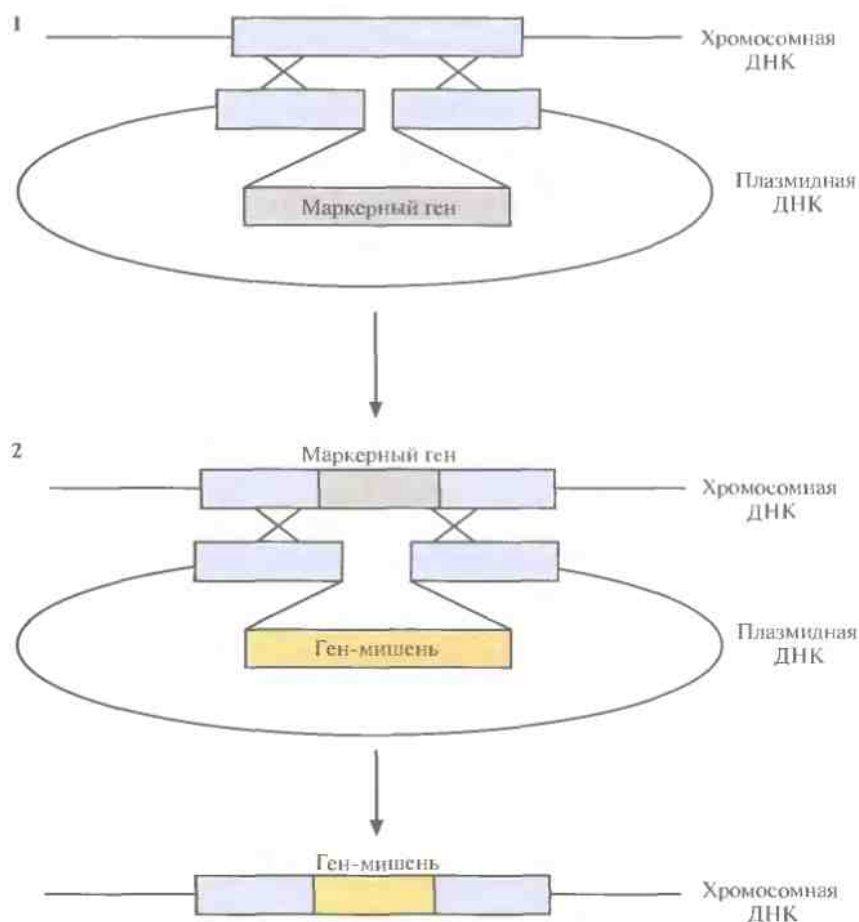 1
Хромосомная
ДНК
Маркерный ген
Плазмидная
ДНК
2
Маркерный ген
Хромосомная
ДНК
Ген-мишень
Плазмидная
ДНК
Ген-мишень
Хромосомная
ДНК